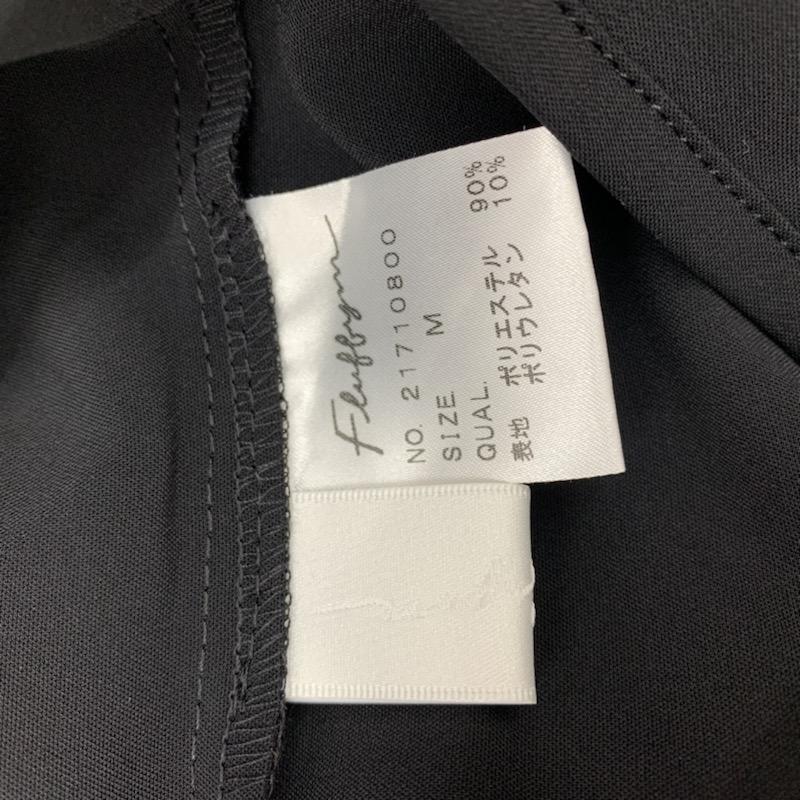 Fluffym
NO. 21710800
SIZE M
QUAL.
表地 ポリエステル 90%
ポリウレタン 10%